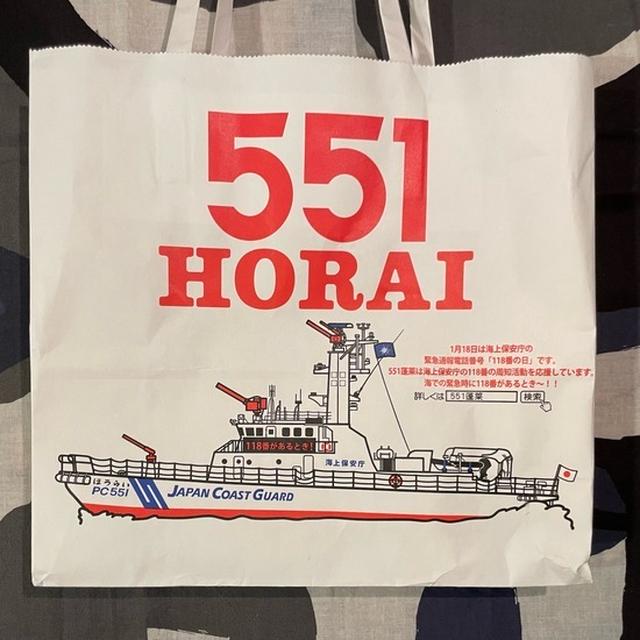 551
HORAI
1月18日は海上保安庁の
緊急通報電話番号「118番の日」です。
551蓬莱は海上保安庁の118番の周知活動を応援しています。
海での緊急時に118番があるとき〜!!
詳しくは 551蓬莱 検索
118番があるとき!
海上保安庁
ほうらい
PC551
JAPAN COAST GUARD